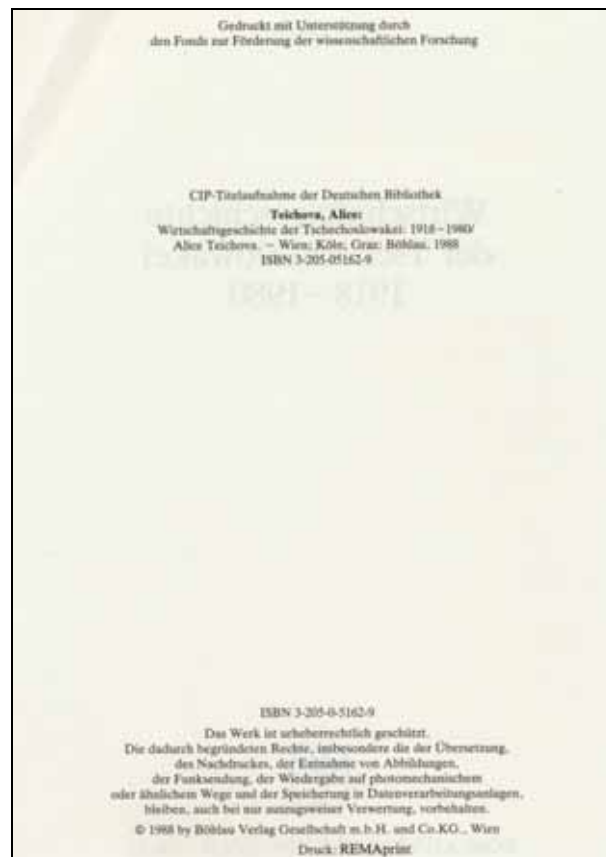 Gedruckt mit Unterstützung durch
den Fonds zur Förderung der wissenschaftlichen Forschung
CIP-Titelaufnahme der Deutschen Bibliothek
Teichova, Alice:
Wirtschaftsgeschichte der Tschechoslowakei: 1918–1980/
Alice Teichova. – Wien; Köln; Graz: Böhlau, 1988
ISBN 3-205-05162-9
ISBN 3-205-0-5162-9
Das Werk ist urheberrechtlich geschützt.
Die dadurch begründeten Rechte, insbesondere die der Übersetzung,
des Nachdruckes, der Entnahme von Abbildungen,
der Funksendung, der Wiedergabe auf photomechanischem
oder ähnlichem Wege und der Speicherung in Datenverarbeitungsanlagen,
bleiben, auch bei nur auszugsweiser Verwertung, vorbehalten.
© 1988 by Böhlau Verlag Gesellschaft m.b.H. und Co.KG., Wien
Druck: REMAprint